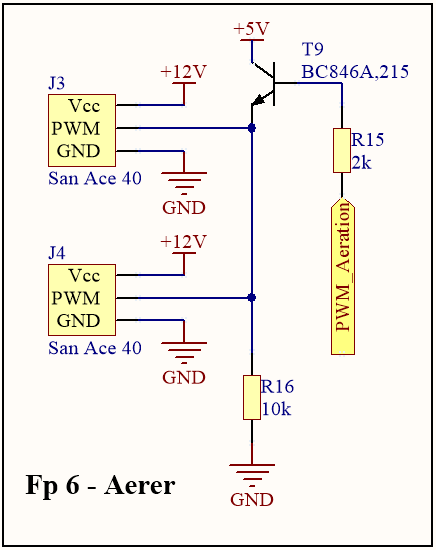 +5V
T9
BC846A,215
+12V
J3
Vcc
PWM
GND
San Ace 40
GND
R15
2k
PWM_Aeration
+12V
J4
Vcc
PWM
GND
San Ace 40
GND
R16
10k
GND
Fp 6 - Aerer